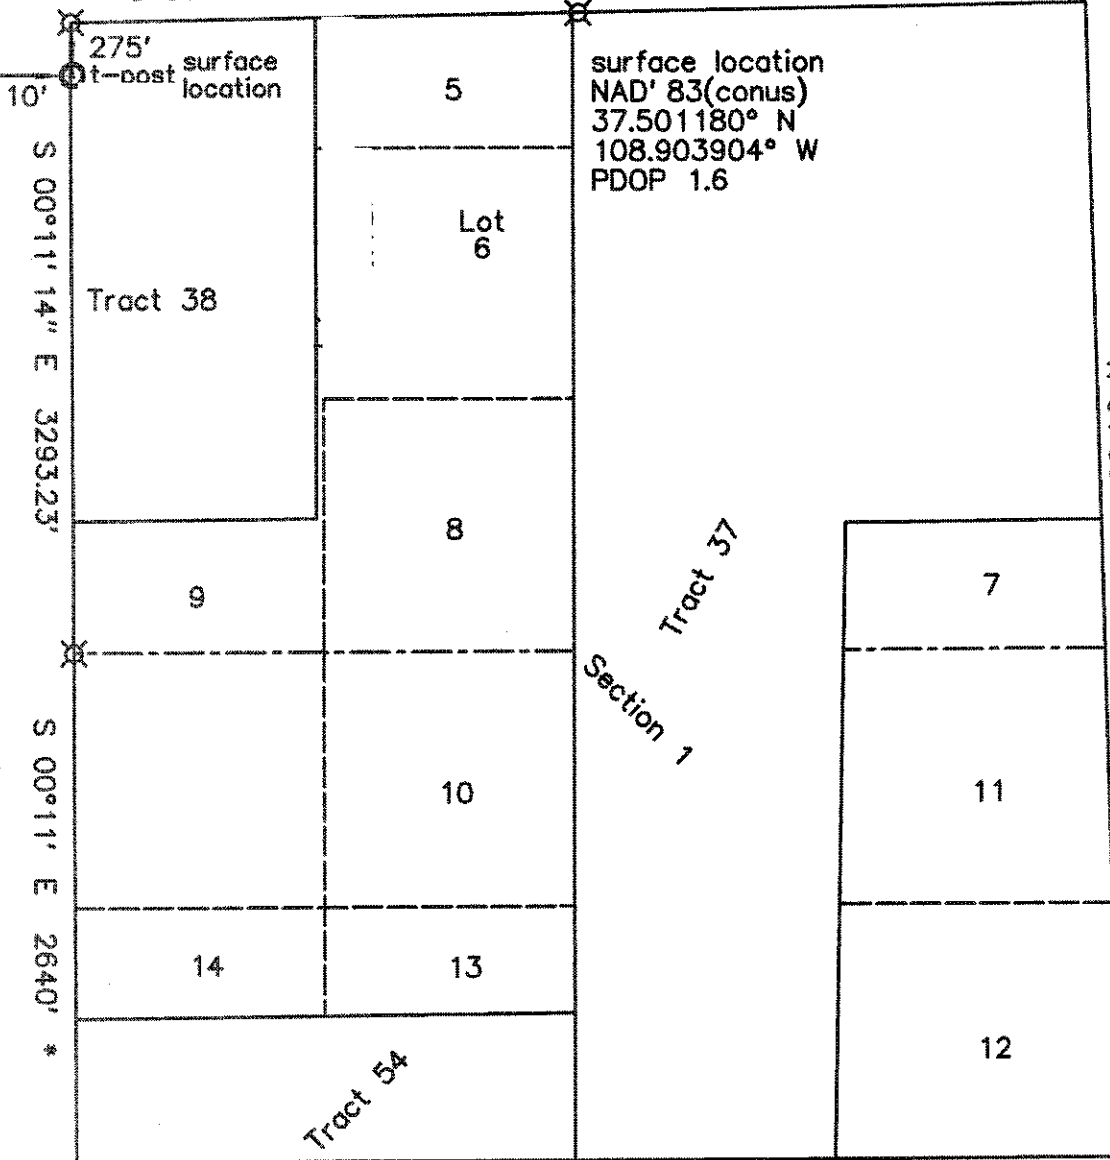 275'
t-post
surface
location
10'
5
surface location
NAD' 83(conus)
37.501180° N
108.903904° W
PDOP 1.6
Lot
6
Tract 38
S 00°11' 14" E 3293.23'
8
9
Tract 37
7
Section 1
10
11
S 00°11' E 2640' *
14
13
12
Tract 54